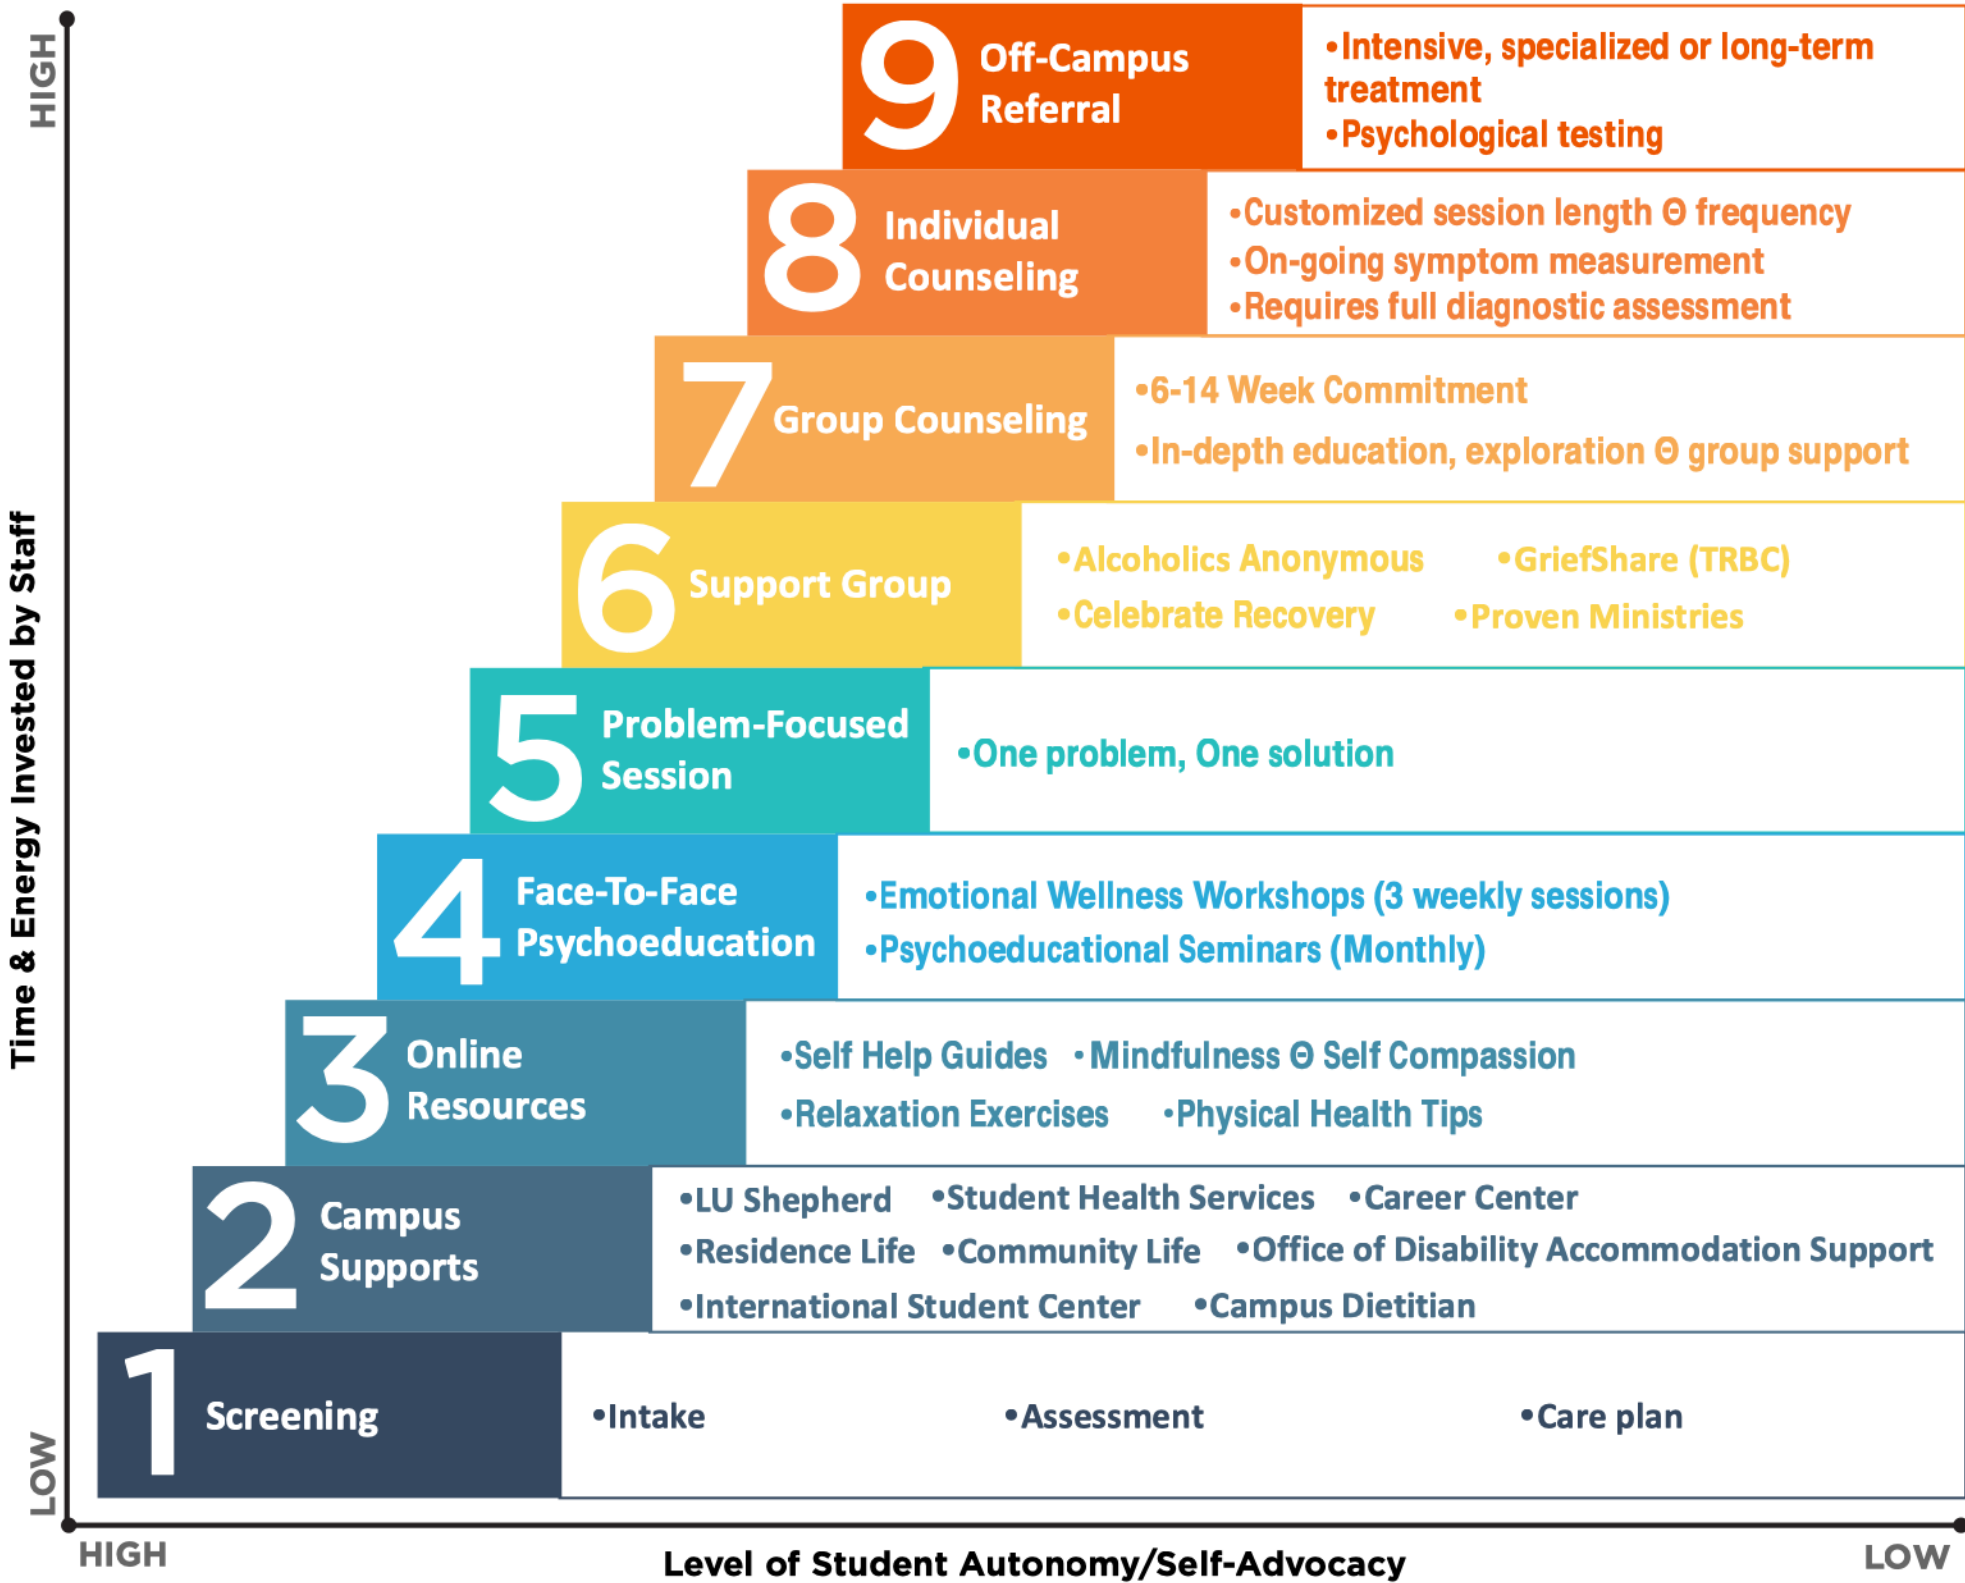 HIGH
9
Off-Campus
Referral
•Intensive, specialized or long-term
treatment
•Psychological testing
8
Individual
Counseling
•Customized session length Θ frequency
•On-going symptom measurement
•Requires full diagnostic assessment
7
Group Counseling
•6-14 Week Commitment
•In-depth education, exploration Θ group support
6
Support Group
•Alcoholics Anonymous •GriefShare (TRBC)
•Celebrate Recovery •Proven Ministries
5
Problem-Focused
Session
•One problem, One solution
4
Face-To-Face
Psychoeducation
•Emotional Wellness Workshops (3 weekly sessions)
•Psychoeducational Seminars (Monthly)
3
Online
Resources
•Self Help Guides •Mindfulness Θ Self Compassion
•Relaxation Exercises •Physical Health Tips
2
Campus
Supports
•LU Shepherd •Student Health Services •Career Center
•Residence Life •Community Life •Office of Disability Accommodation Support
•International Student Center •Campus Dietitian
1
Screening
•Intake •Assessment •Care plan
Time & Energy Invested by Staff
LOW
HIGH
Level of Student Autonomy/Self-Advocacy
LOW